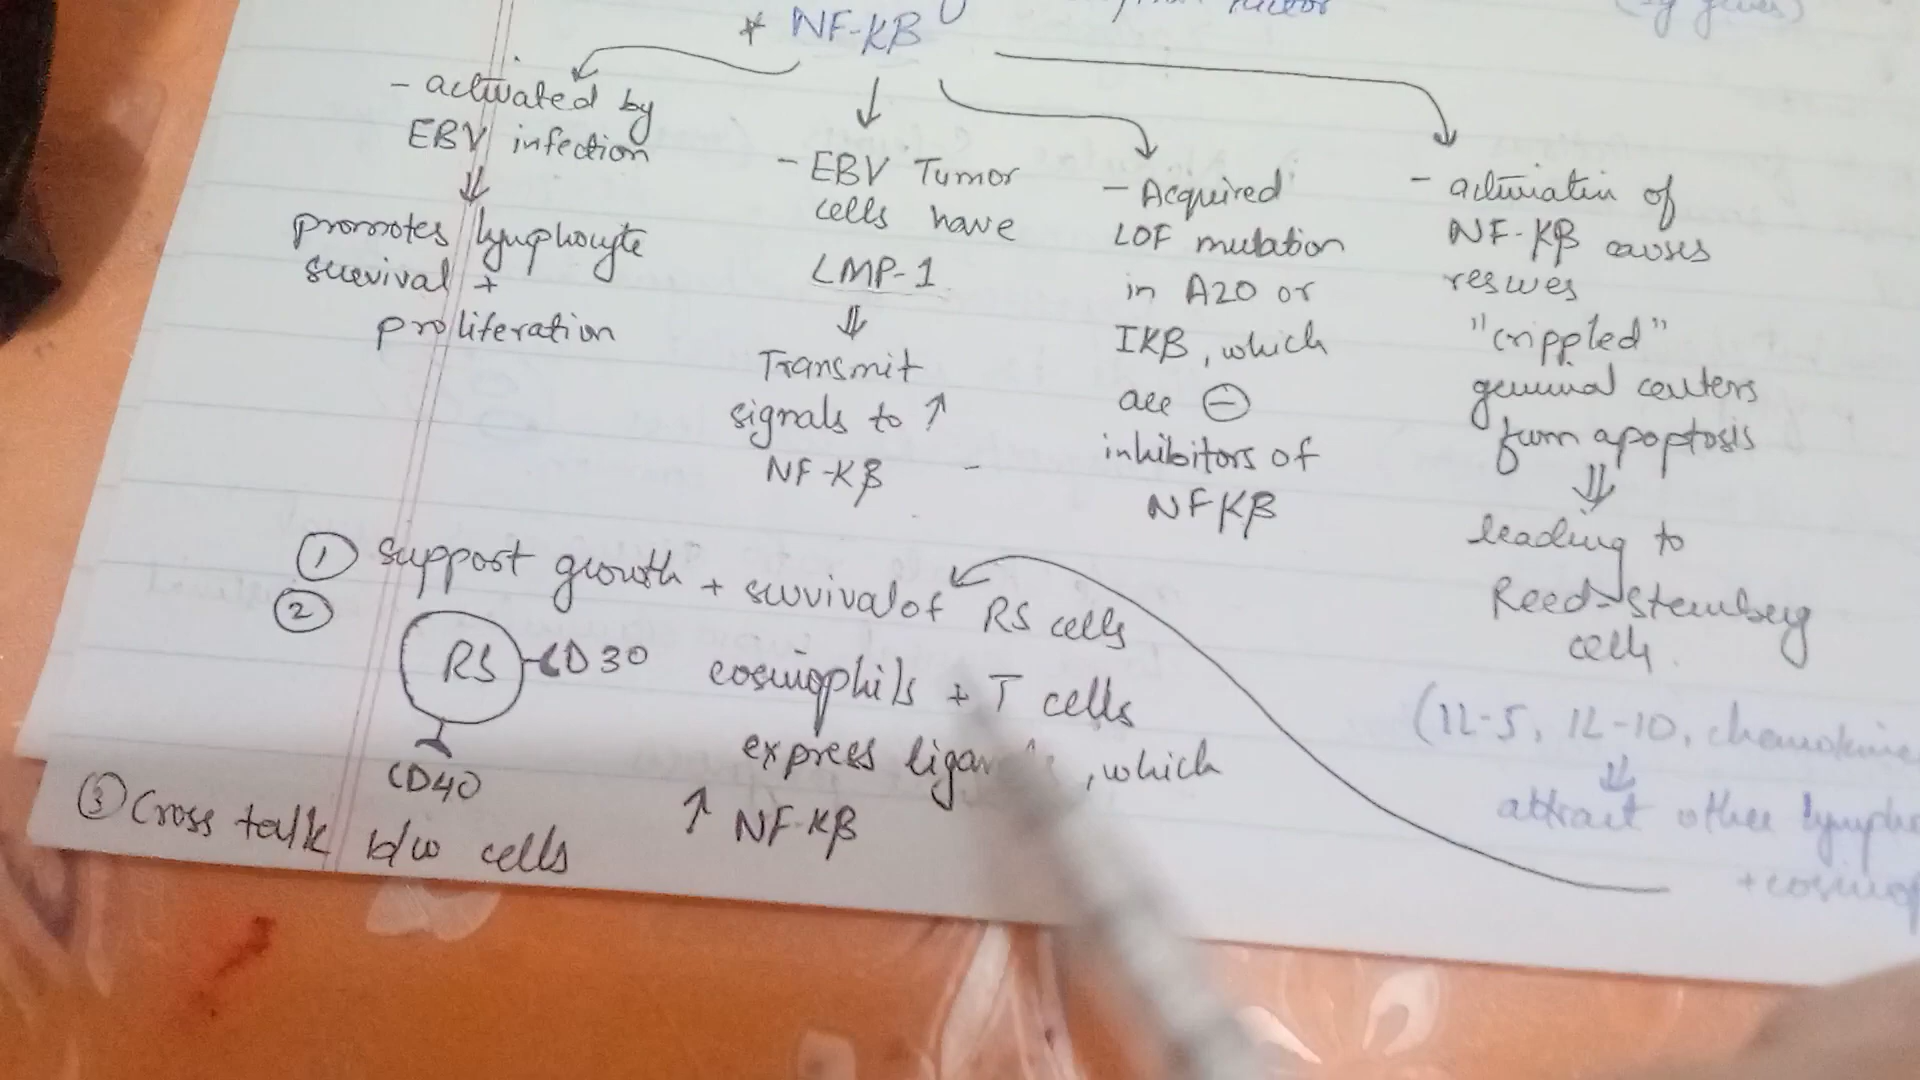 * NF-KB
- activated by
EBV infection
promotes lymphocyte
survival +
proliferation
- EBV Tumor
cells have
LMP-1
Transmit
signals to ↑
NF-KB
- Acquired
LOF mutation
in A20 or
IKB, which
are ⊖
inhibitors of
NFKB
- activation of
NF-KB causes
rescues
"crippled"
germinal centers
from apoptosis
leading to
Reed-Sternberg
cells.
(IL-5, IL-10, chemokine
attract other lympho
+ eosinop
① Support growth + survival of RS cells
②
RS CD30
CD40
eosinophils + T cells
express , which
↑ NF-KB
③ Cross talk b/w cells